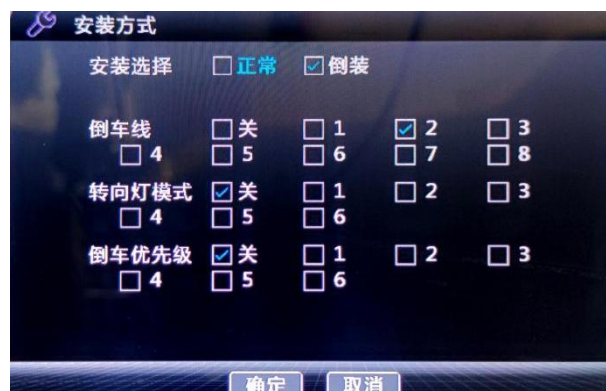 安装方式
安装选择 正常 倒装
倒车线 关 1 2 3
4 5 6 7 8
转向灯模式 关 1 2 3
4 5 6
倒车优先级 关 1 2 3
4 5 6
确定 取消